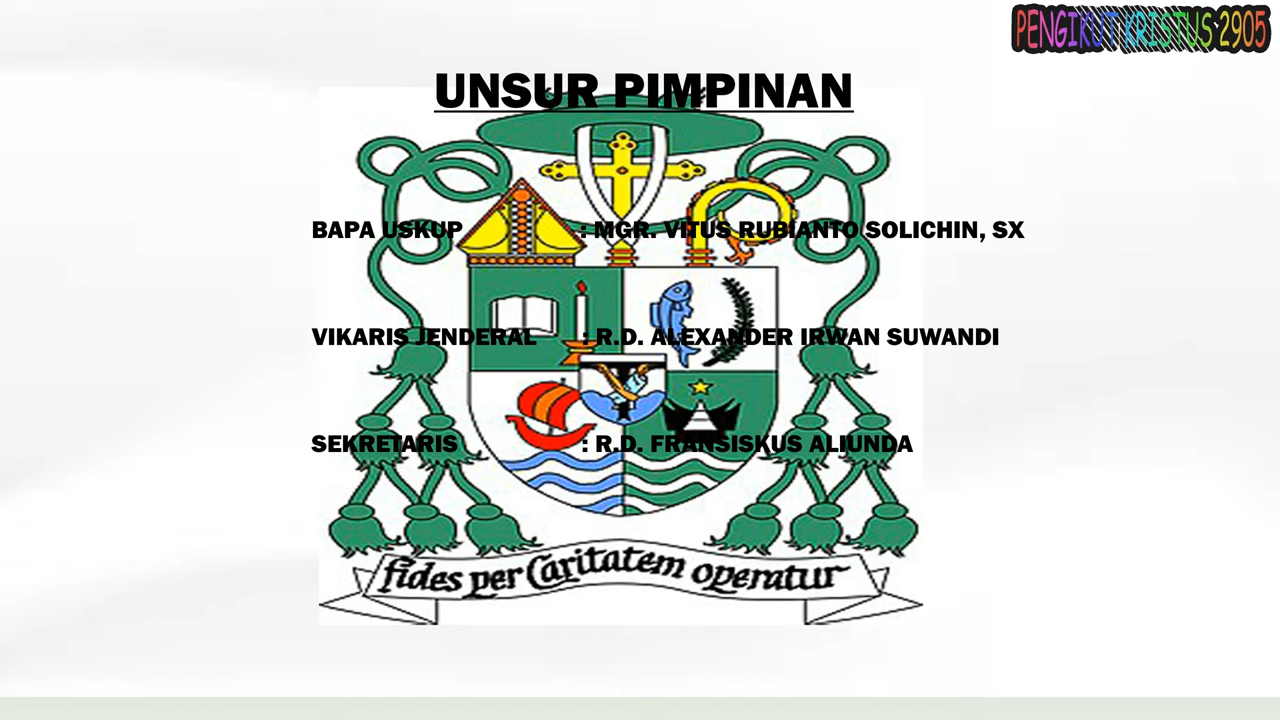 PENGIKUT KRISTUS 2905
UNSUR PIMPINAN
BAPA USKUP : MGR. VITUS RUBIANTO SOLICHIN, SX
VIKARIS JENDERAL : R.D. ALEXANDER IRWAN SUWANDI
SEKRETARIS : R.D. FRANSISKUS ALIUNDA
fides per Caritatem operatur